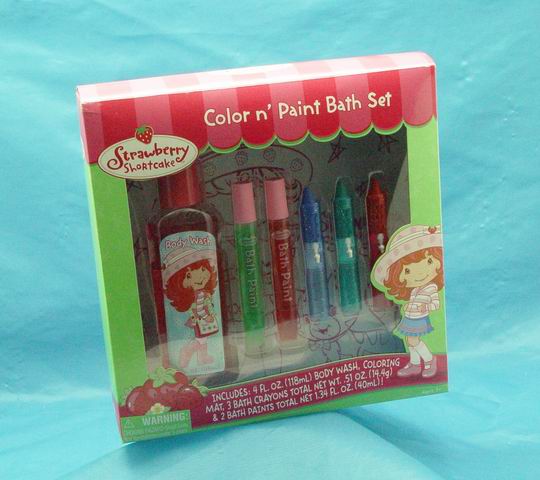 Color n' Paint Bath Set
Strawberry
Shortcake
Body Wash
Bath Paint
Bath Paint
INCLUDES: 4 FL. OZ. (118mL) BODY WASH, COLORING
MAT, 3 BATH CRAYONS TOTAL NET WT. .51 OZ. (14.4g)
& 2 BATH PAINTS TOTAL NET 1.34 FL. OZ. (40mL)!
WARNING: